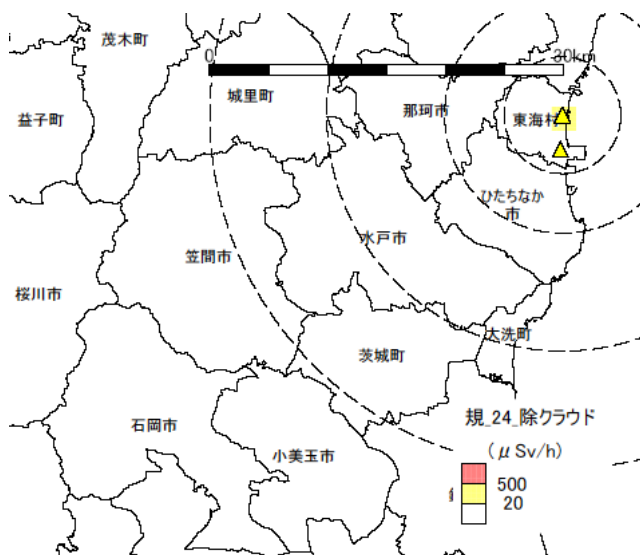 茂木町
0
30km
城里町
那珂市
益子町
東海村
ひたちなか
市
水戸市
笠間市
桜川市
大洗町
茨城町
規_24_除クラウド
石岡市
(μSv/h)
小美玉市
500
20